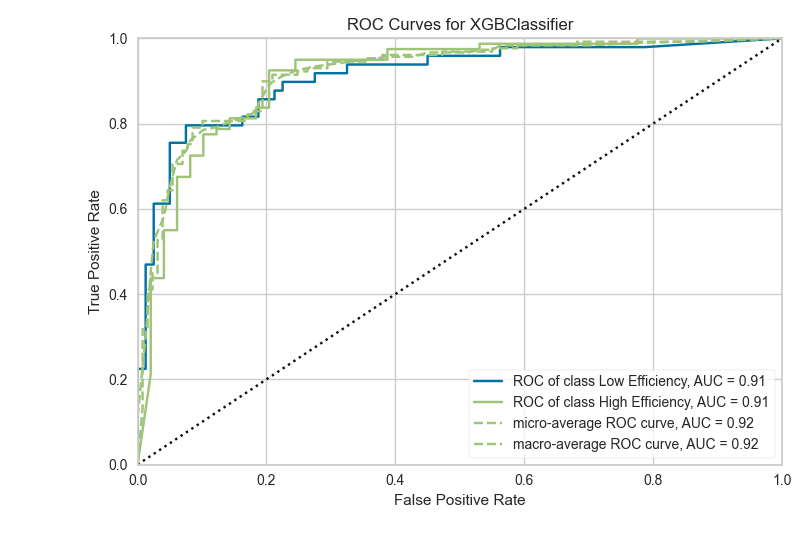 ROC Curves for XGBClassifier
1.0
0.8
0.6
0.4
0.2
0.0
True Positive Rate
ROC of class Low Efficiency, AUC = 0.91
ROC of class High Efficiency, AUC = 0.91
micro-average ROC curve, AUC = 0.92
macro-average ROC curve, AUC = 0.92
0.0 0.2 0.4 0.6 0.8 1.0
False Positive Rate